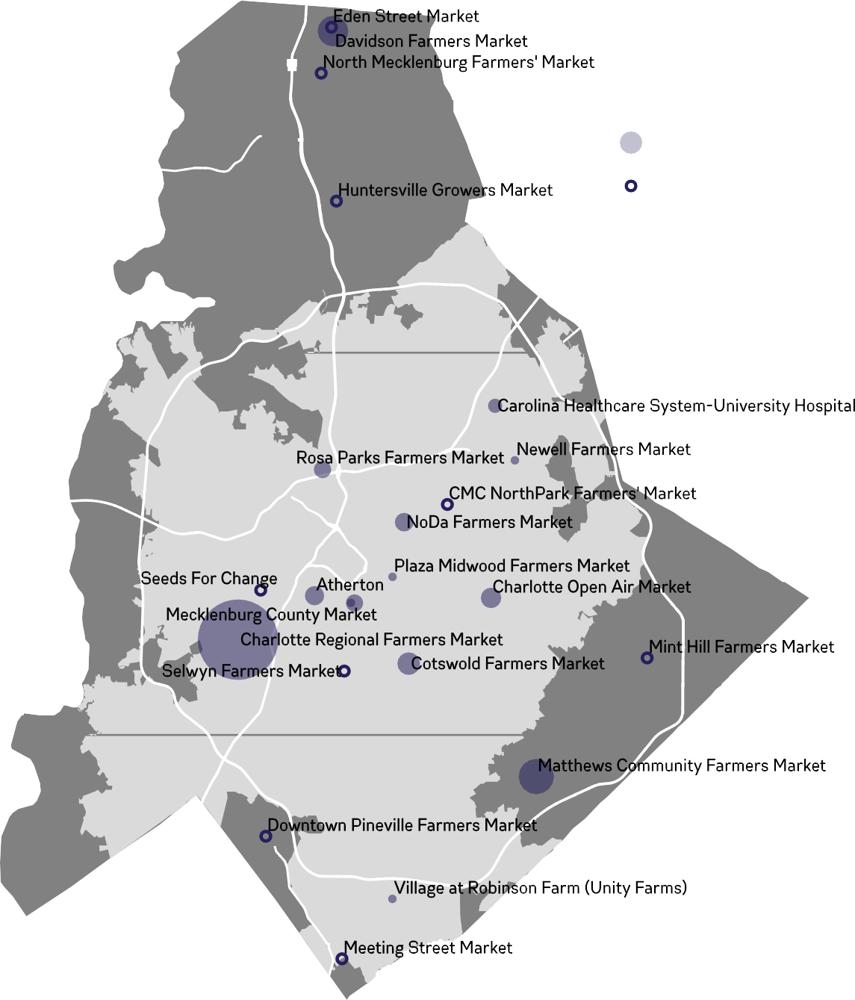 Eden Street Market
Davidson Farmers Market
North Mecklenburg Farmers' Market
Huntersville Growers Market
Carolina Healthcare System-University Hospital
Newell Farmers Market
Rosa Parks Farmers Market
CMC NorthPark Farmers' Market
NoDa Farmers Market
Plaza Midwood Farmers Market
Seeds For Change
Atherton
Charlotte Open Air Market
Mecklenburg County Market
Charlotte Regional Farmers Market
Mint Hill Farmers Market
Selwyn Farmers Market
Cotswold Farmers Market
Matthews Community Farmers Market
Downtown Pineville Farmers Market
Village at Robinson Farm (Unity Farms)
Meeting Street Market